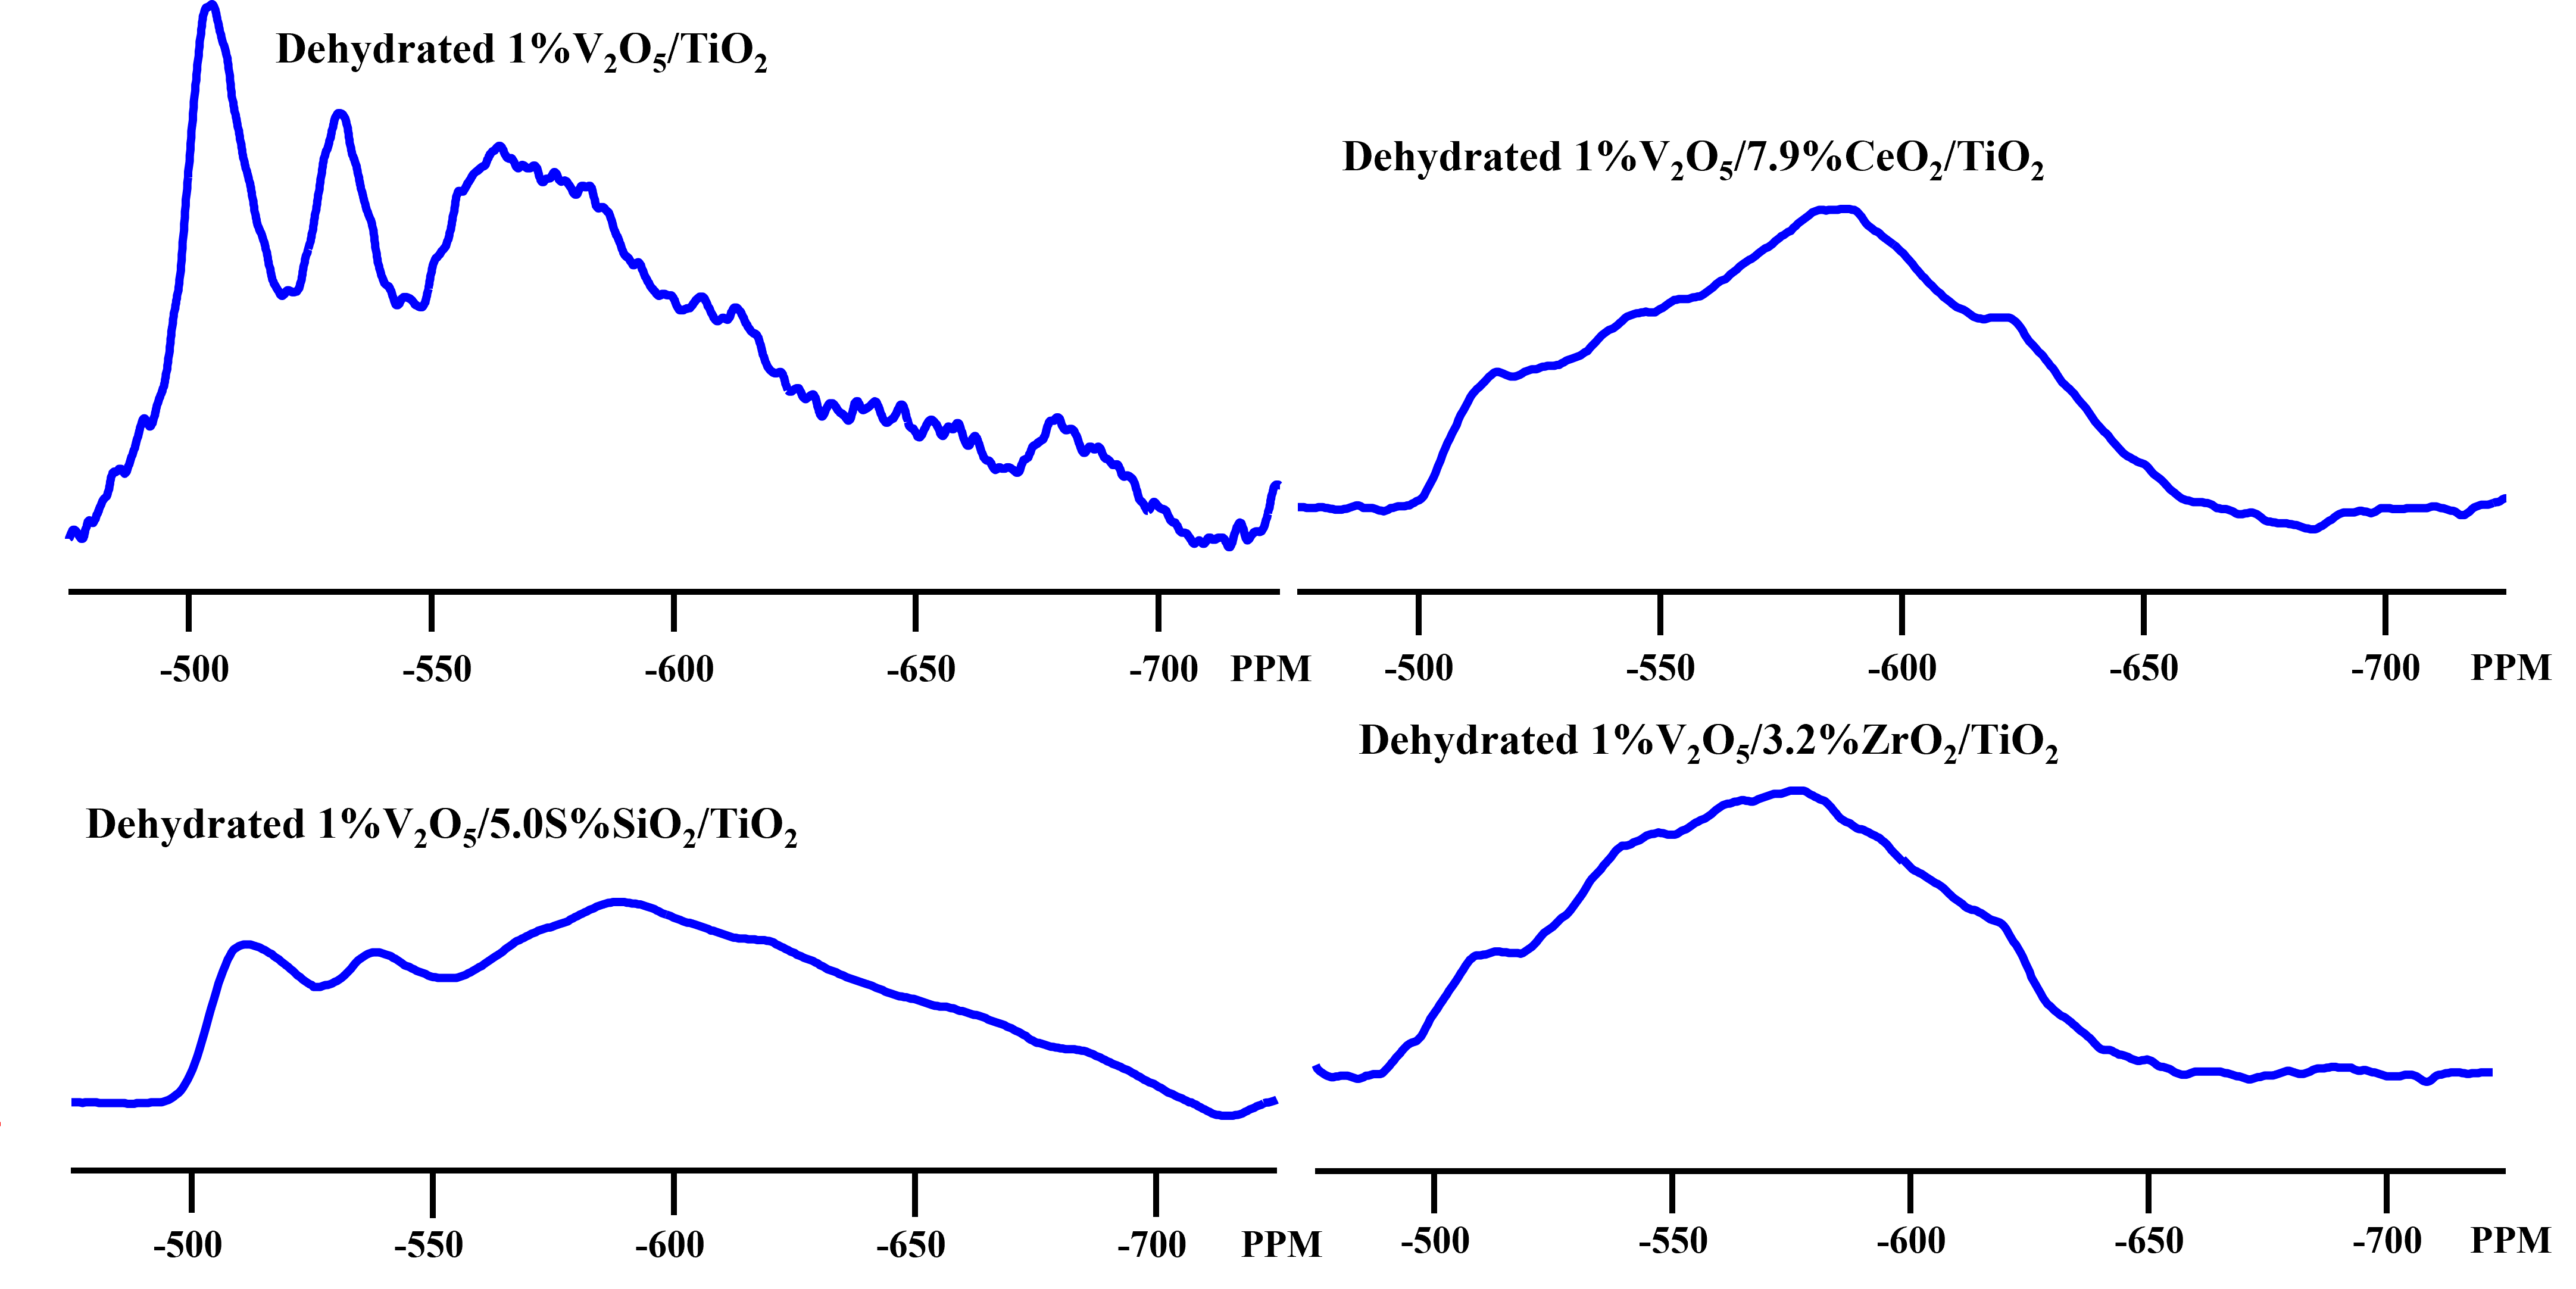 Dehydrated 1%V₂O₅/TiO₂
Dehydrated 1%V₂O₅/7.9%CeO₂/TiO₂
-500 -550 -600 -650 -700 PPM
-500 -550 -600 -650 -700 PPM
Dehydrated 1%V₂O₅/5.0S%SiO₂/TiO₂
Dehydrated 1%V₂O₅/3.2%ZrO₂/TiO₂
-500 -550 -600 -650 -700 PPM
-500 -550 -600 -650 -700 PPM